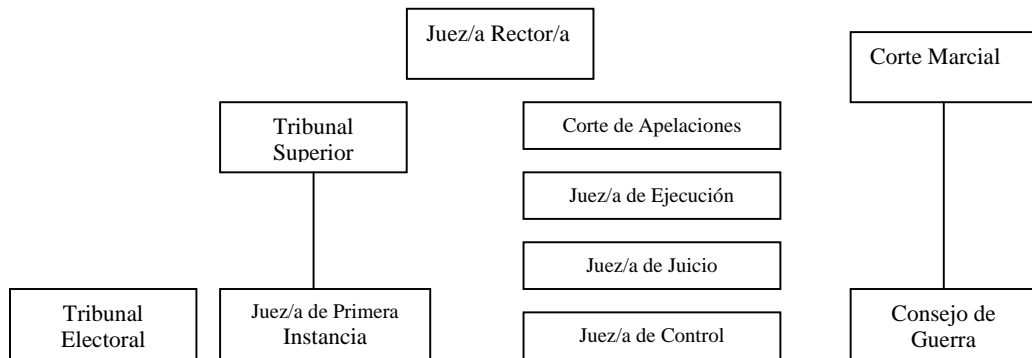 Juez/a Rector/a
Corte Marcial
Tribunal
Superior
Corte de Apelaciones
Juez/a de Ejecución
Juez/a de Juicio
Tribunal
Electoral
Juez/a de Primera
Instancia
Juez/a de Control
Consejo de
Guerra